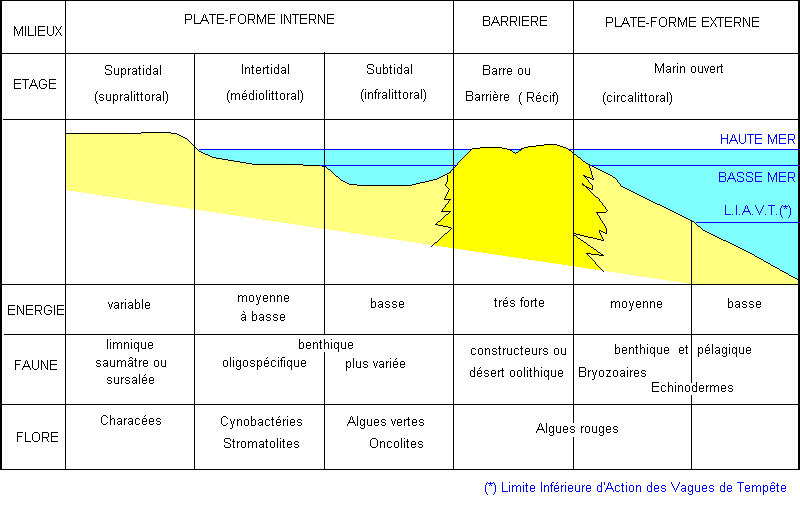 MILIEUX
PLATE-FORME INTERNE
BARRIERE
PLATE-FORME EXTERNE
ETAGE
Supratidal
(supralittoral)
Intertidal
(médiolittoral)
Subtidal
(infralittoral)
Barre ou
Barrière ( Récif)
Marin ouvert
(circalittoral)
HAUTE MER
BASSE MER
L.I.A.V.T.(*)
ENERGIE
variable
moyenne
à basse
basse
trés forte
moyenne
basse
FAUNE
limnique
saumâtre ou
sursalée
benthique
oligospécifique
plus variée
constructeurs ou
désert oolithique
benthique et pélagique
Bryozoaires
Echinodermes
FLORE
Characées
Cynobactéries
Stromatolites
Algues vertes
Oncolites
Algues rouges
(*) Limite Inférieure d'Action des Vagues de Tempête